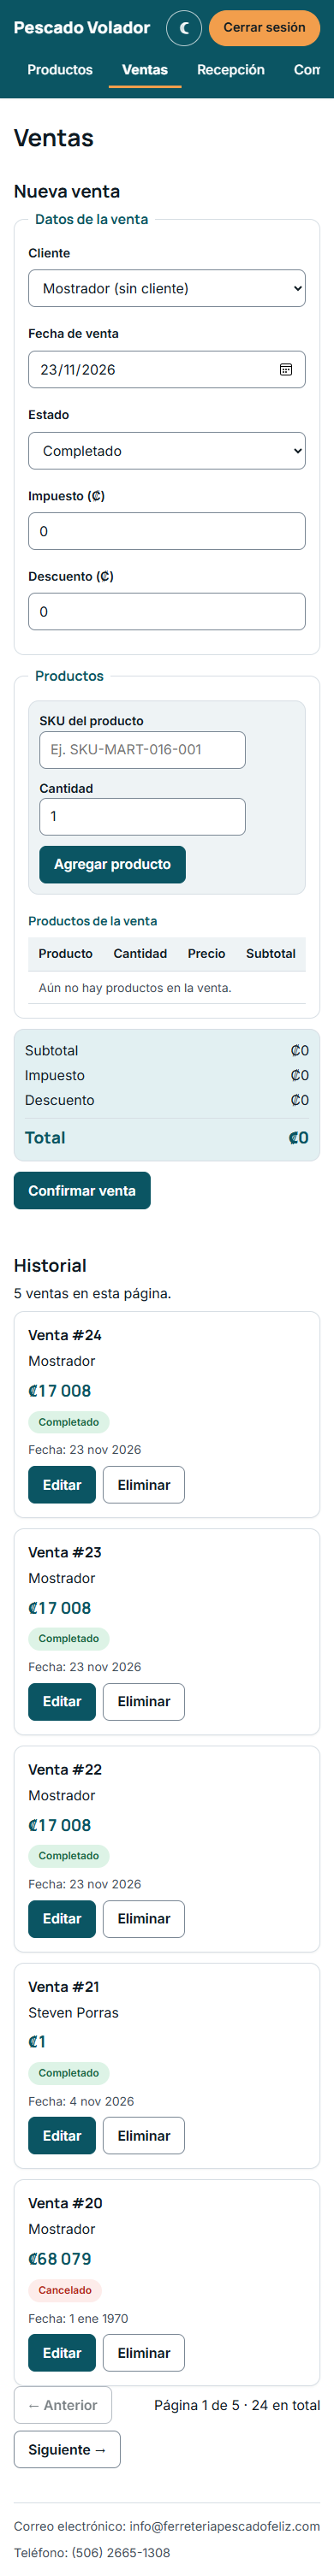 Pescado Volador
Cerrar sesión
Productos Ventas Recepción Com
Ventas
Nueva venta
Datos de la venta
Cliente
Mostrador (sin cliente)
Fecha de venta
23/11/2026
Estado
Completado
Impuesto (₡)
0
Descuento (₡)
0
Productos
SKU del producto
Ej. SKU-MART-016-001
Cantidad
1
Agregar producto
Productos de la venta
Producto Cantidad Precio Subtotal
Aún no hay productos en la venta.
Subtotal ₡0
Impuesto ₡0
Descuento ₡0
Total ₡0
Confirmar venta
Historial
5 ventas en esta página.
Venta #24
Mostrador
₡17 008
Completado
Fecha: 23 nov 2026
Editar Eliminar
Venta #23
Mostrador
₡17 008
Completado
Fecha: 23 nov 2026
Editar Eliminar
Venta #22
Mostrador
₡17 008
Completado
Fecha: 23 nov 2026
Editar Eliminar
Venta #21
Steven Porras
₡1
Completado
Fecha: 4 nov 2026
Editar Eliminar
Venta #20
Mostrador
₡68 079
Cancelado
Fecha: 1 ene 1970
Editar Eliminar
← Anterior Página 1 de 5 · 24 en total
Siguiente →
Correo electrónico: info@ferreteriapescadofeliz.com
Teléfono: (506) 2665-1308